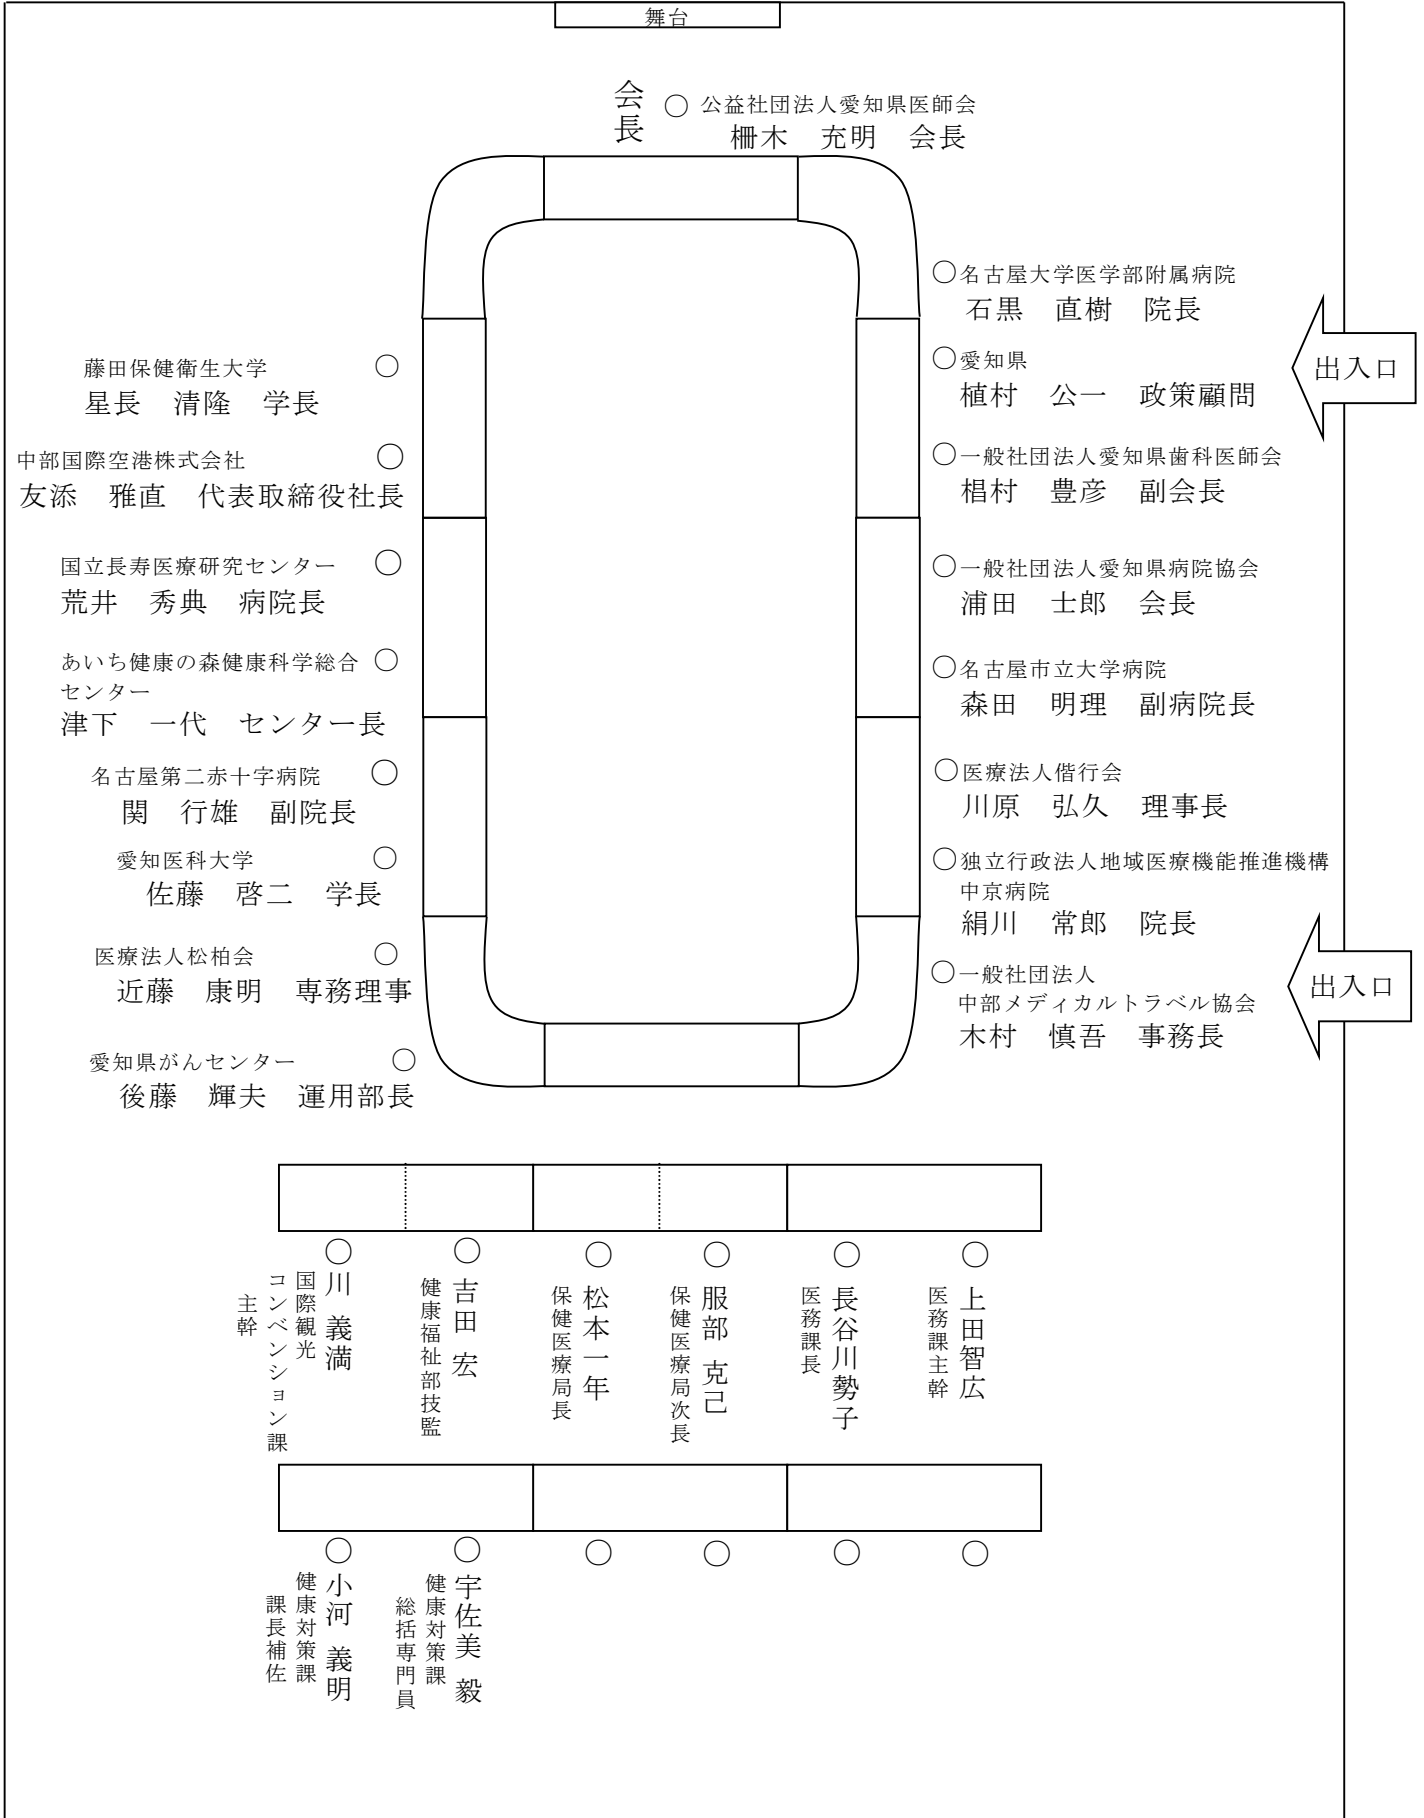 舞台
会長
○ 公益社団法人愛知県医師会
柵木　充明　会長
○名古屋大学医学部附属病院
石黒　直樹　院長
○愛知県
植村　公一　政策顧問
○一般社団法人愛知県歯科医師会
椙村　豊彦　副会長
○一般社団法人愛知県病院協会
浦田　士郎　会長
○名古屋市立大学病院
森田　明理　副病院長
○医療法人偕行会
川原　弘久　理事長
○独立行政法人地域医療機能推進機構
中京病院
絹川　常郎　院長
○一般社団法人
中部メディカルトラベル協会
木村　慎吾　事務長
出入口
出入口
藤田保健衛生大学　○
星長　清隆　学長
中部国際空港株式会社　○
友添　雅直　代表取締役社長
国立長寿医療研究センター　○
荒井　秀典　病院長
あいち健康の森健康科学総合　○
センター
津下　一代　センター長
名古屋第二赤十字病院　○
関　行雄　副院長
愛知医科大学　○
佐藤　啓二　学長
医療法人松柏会　○
近藤　康明　専務理事
愛知県がんセンター　○
後藤　輝夫　運用部長
○川　義満
国際観光
コンベンション課
主幹
○吉田　宏
健康福祉部技監
○松本一年
保健医療局長
○服部　克己
保健医療局次長
○長谷川勢子
医務課長
○上田智広
医務課主幹
○小河　義明
健康対策課
課長補佐
○宇佐美　毅
健康対策課
総括専門員
○
○
○
○